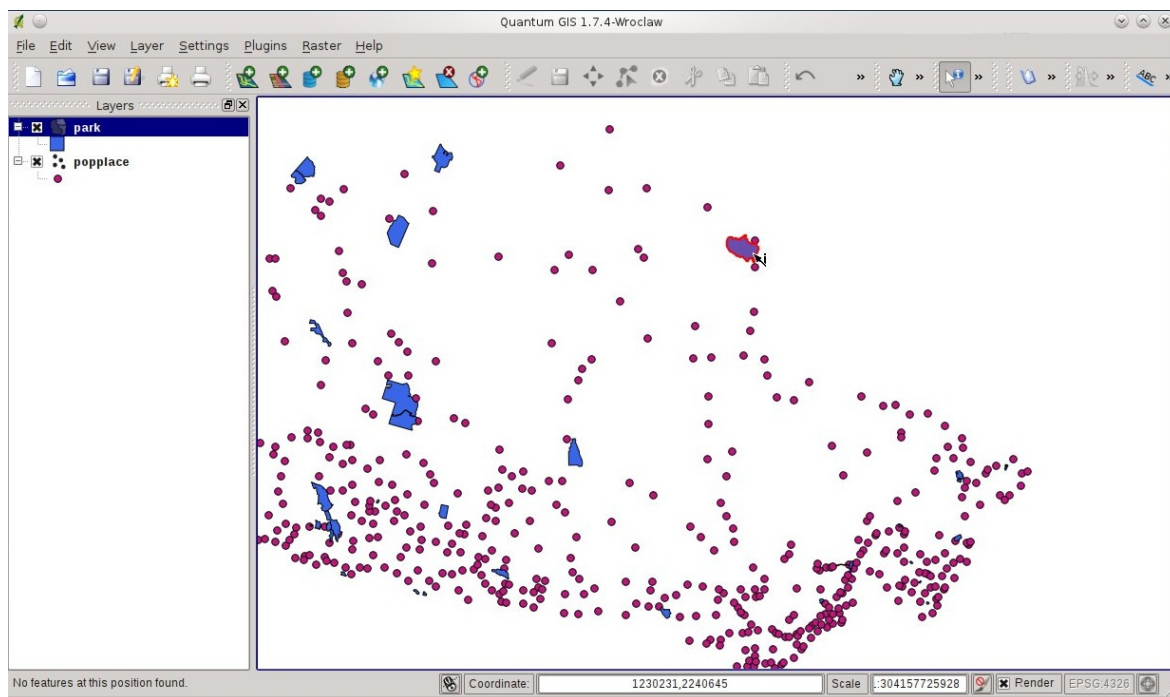 Quantum GIS 1.7.4-Wroclaw
File Edit View Layer Settings Plugins Raster Help
» » » » » ABC
Layers
park
popplace
No features at this position found.
Coordinate: 1230231,2240645 Scale .:304157725928 Render EPSG:4326